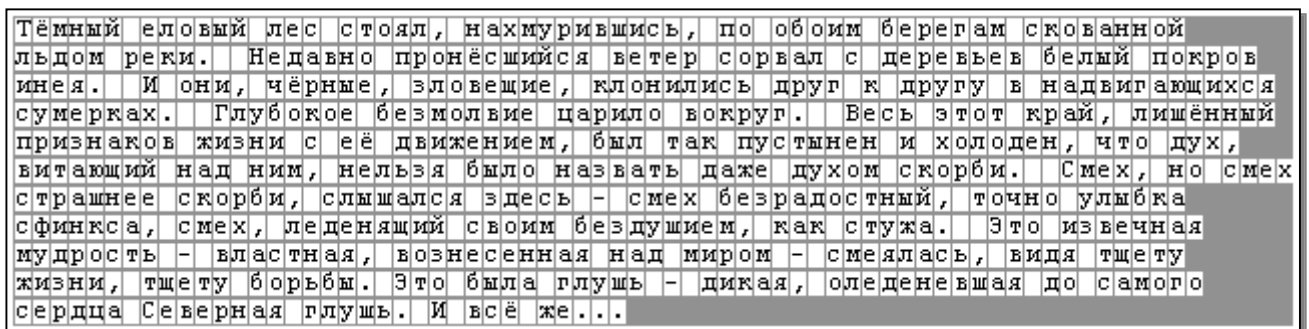 Тёмный еловый лес стоял, нахмурившись, по обоим берегам скованной
льдом реки. Недавно пронёсшийся ветер сорвал с деревьев белый покров
инея. И они, чёрные, зловещие, клонились друг к другу в надвигающихся
сумерках. Глубокое безмолвие царило вокруг. Весь этот край, лишённый
признаков жизни с её движением, был так пустынен и холоден, что дух,
витающий над ним, нельзя было назвать даже духом скорби. Смех, но смех
страшнее скорби, слышался здесь - смех безрадостный, точно улыбка
сфинкса, смех, леденящий своим бездушием, как стужа. Это извечная
мудрость - властная, вознесенная над миром - смеялась, видя тщету
жизни, тщету борьбы. Это была глушь - дикая, оледеневшая до самого
сердца Северная глушь. И всё же...